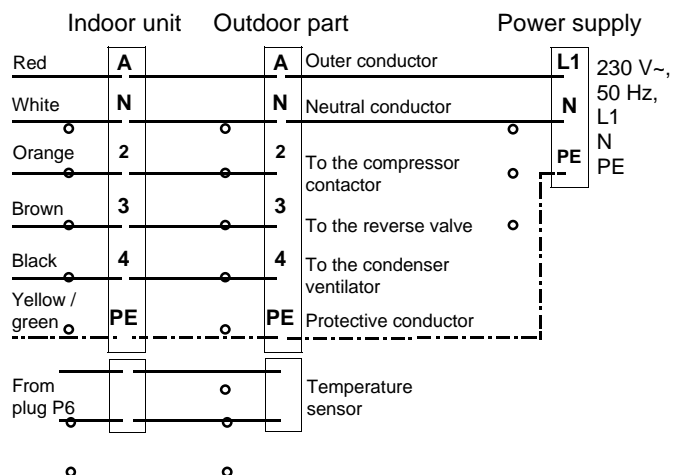 Indoor unit Outdoor part Power supply
Red A A Outer conductor L1 230 V~,
White N N Neutral conductor N 50 Hz,
L1
Orange 2 2 To the compressor PE N
contactor PE
Brown 3 3 To the reverse valve
Black 4 4 To the condenser
ventilator
Yellow /
green PE PE Protective conductor
From Temperature
plug P6 sensor